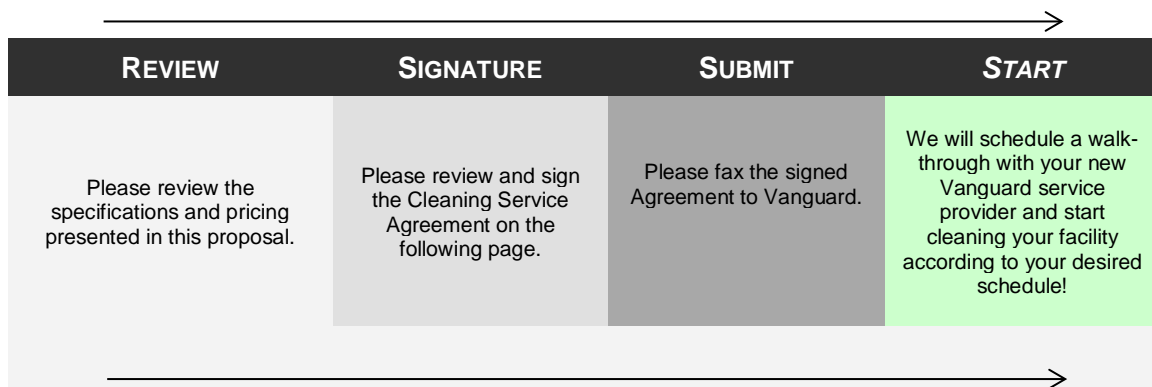 REVIEW
SIGNATURE
SUBMIT
START
Please review the
specifications and pricing
presented in this proposal.
Please review and sign
the Cleaning Service
Agreement on the
following page.
Please fax the signed
Agreement to Vanguard.
We will schedule a walk-
through with your new
Vanguard service
provider and start
cleaning your facility
according to your desired
schedule!